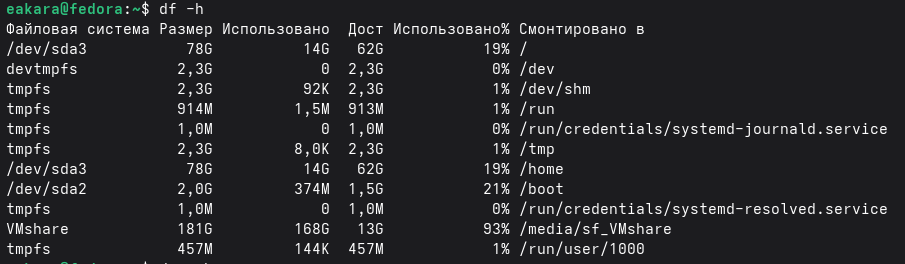 eakara@fedora:~$ df -h
Файловая система Размер Использовано Дост Использовано% Смонтировано в
/dev/sda3 78G 14G 62G 19% /
devtmpfs 2,3G 0 2,3G 0% /dev
tmpfs 2,3G 92K 2,3G 1% /dev/shm
tmpfs 914M 1,5M 913M 1% /run
tmpfs 1,0M 0 1,0M 0% /run/credentials/systemd-journald.service
tmpfs 2,3G 8,0K 2,3G 1% /tmp
/dev/sda3 78G 14G 62G 19% /home
/dev/sda2 2,0G 374M 1,5G 21% /boot
tmpfs 1,0M 0 1,0M 0% /run/credentials/systemd-resolved.service
VMshare 181G 168G 13G 93% /media/sf_VMshare
tmpfs 457M 144K 457M 1% /run/user/1000